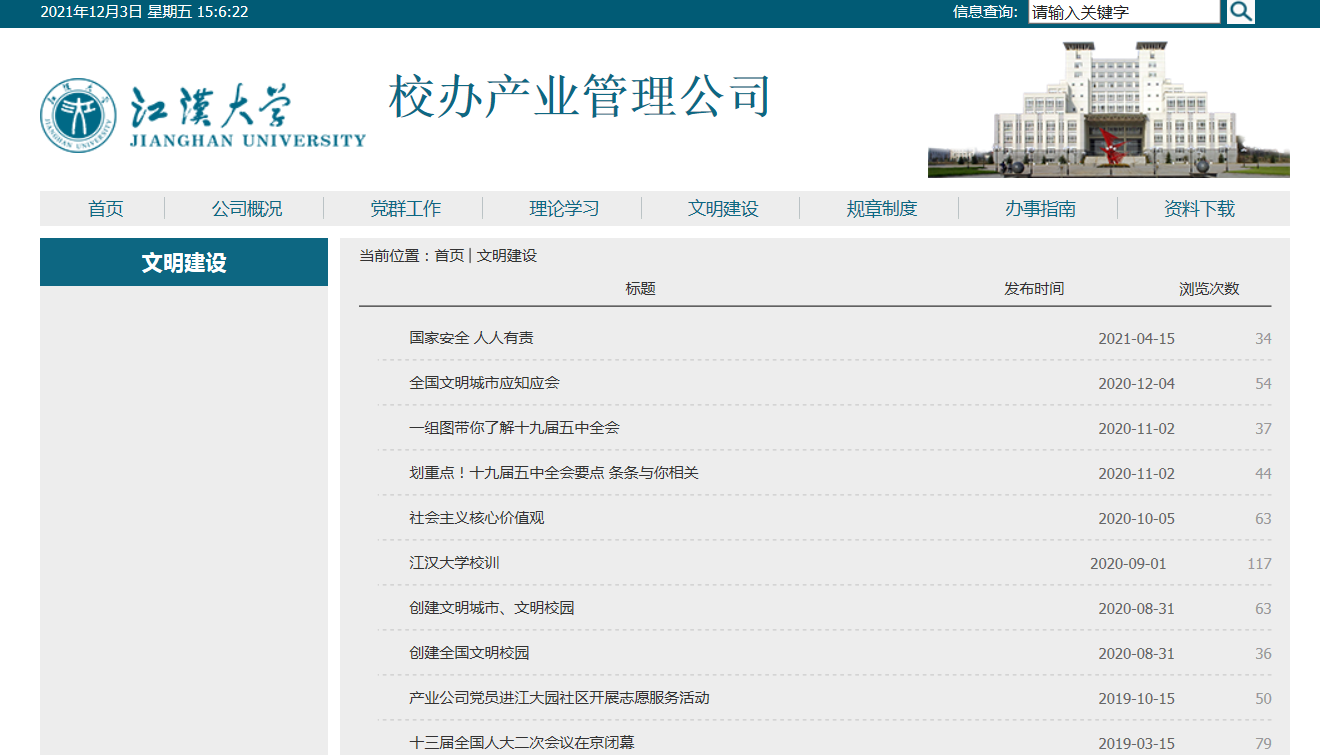 2021年12月3日 星期五 15:6:22 信息查询: 请输入关键字
江漢大学
JIANGHAN UNIVERSITY
校办产业管理公司
首页 公司概况 党群工作 理论学习 文明建设 规章制度 办事指南 资料下载
文明建设
当前位置：首页 | 文明建设
标题 发布时间 浏览次数
国家安全 人人有责 2021-04-15 34
全国文明城市应知应会 2020-12-04 54
一组图带你了解十九届五中全会 2020-11-02 37
划重点！十九届五中全会要点 条条与你相关 2020-11-02 44
社会主义核心价值观 2020-10-05 63
江汉大学校训 2020-09-01 117
创建文明城市、文明校园 2020-08-31 63
创建全国文明校园 2020-08-31 36
产业公司党员进江大园社区开展志愿服务活动 2019-10-15 50
十三届全国人大二次会议在京闭幕 2019-03-15 79